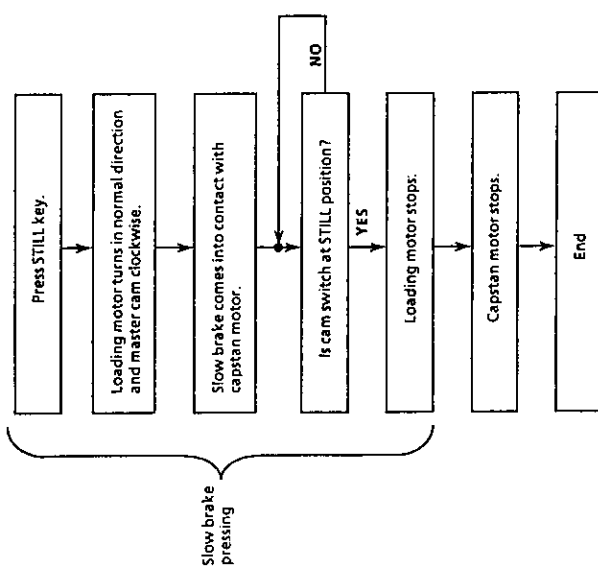 Press STILL key.
Loading motor turns in normal direction
and master cam clockwise.
Slow brake comes into contact with
capstan motor.
NO
Is cam switch at STILL position?
YES
Loading motor stops:
Capstan motor stops.
End
Slow brake
pressing